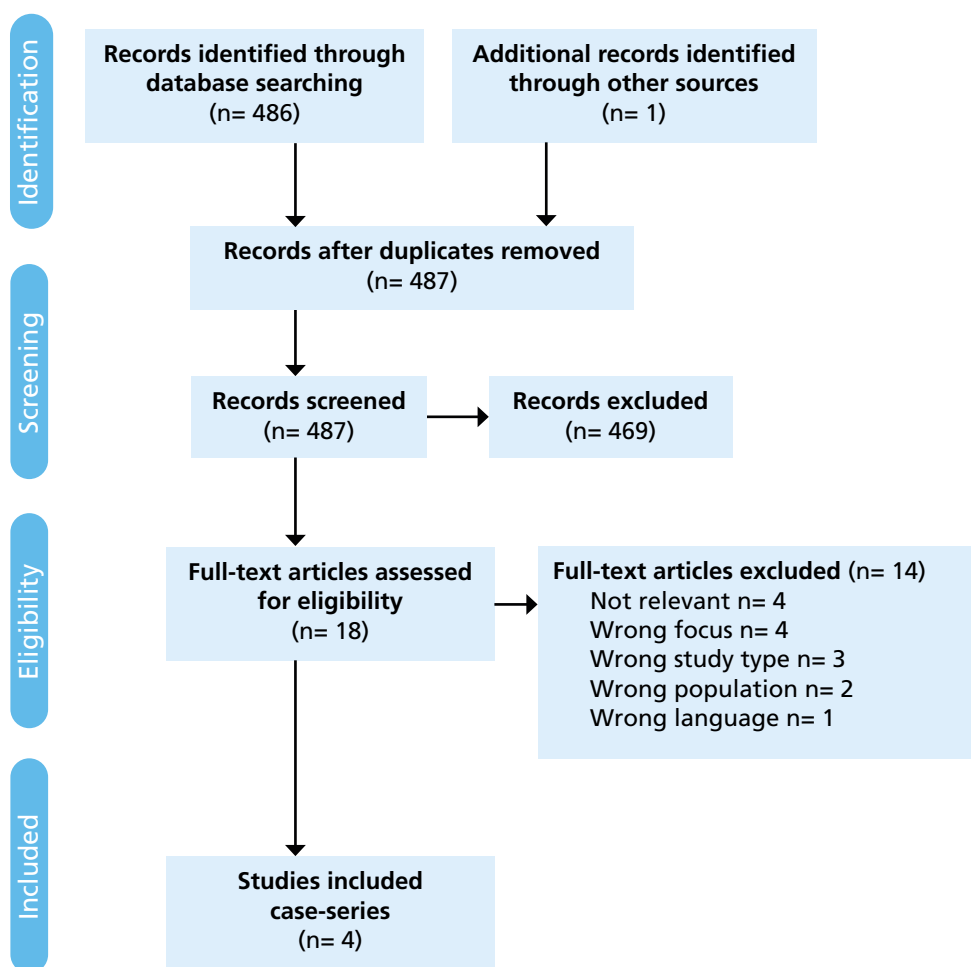 Identification
Records identified through
database searching
(n= 486)
Additional records identified
through other sources
(n= 1)
Records after duplicates removed
(n= 487)
Screening
Records screened
(n= 487)
Records excluded
(n= 469)
Eligibility
Full-text articles assessed
for eligibility
(n= 18)
Full-text articles excluded (n= 14)
Not relevant n= 4
Wrong focus n= 4
Wrong study type n= 3
Wrong population n= 2
Wrong language n= 1
Included
Studies included
case-series
(n= 4)